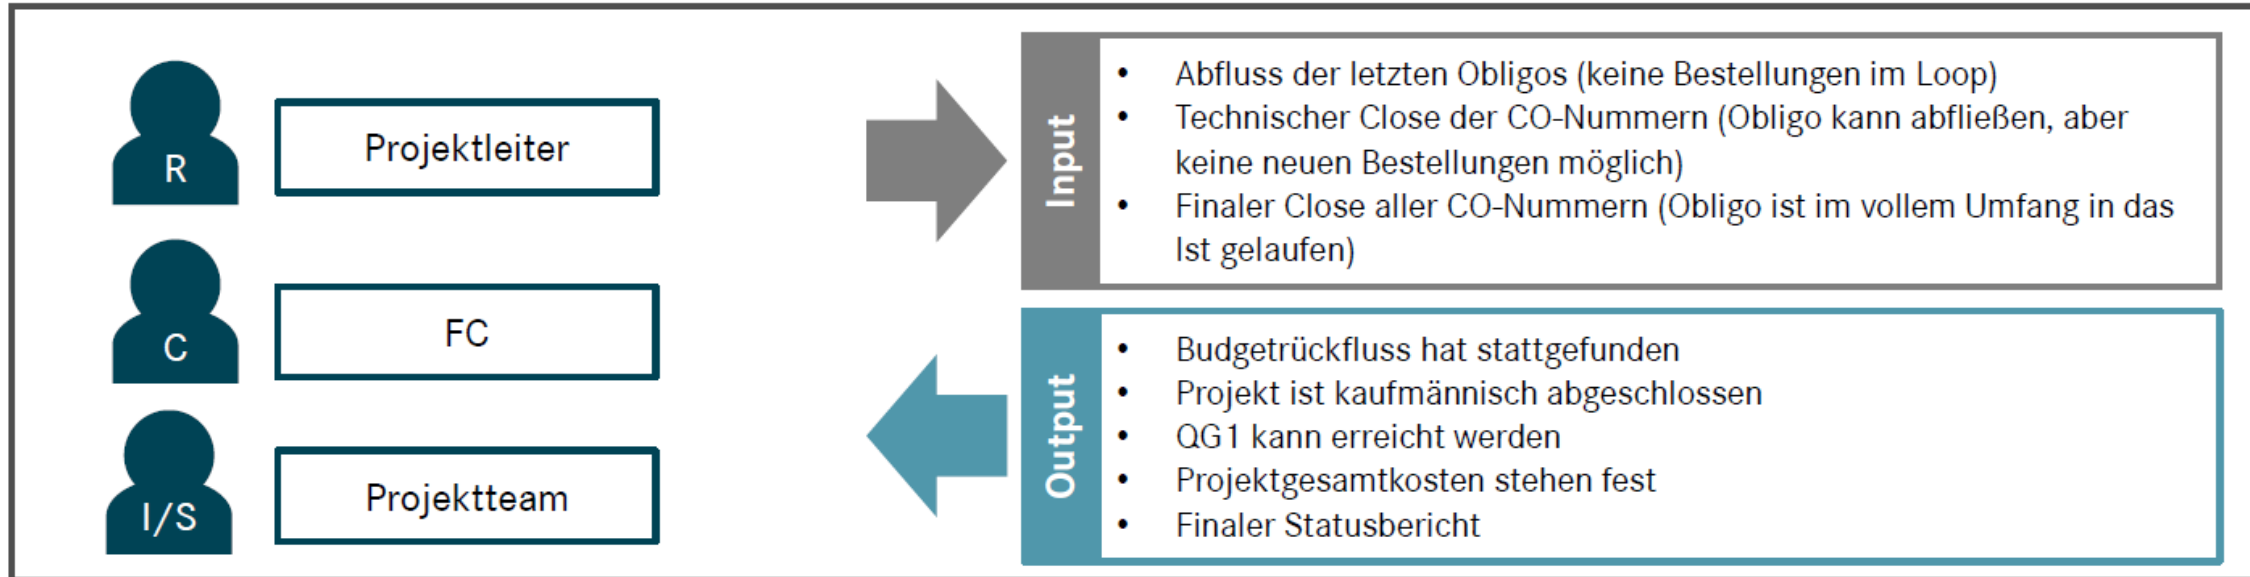 R
Projektleiter
C
FC
I/S
Projektteam
Input
• Abfluss der letzten Obligos (keine Bestellungen im Loop)
• Technischer Close der CO-Nummern (Obligo kann abfließen, aber
keine neuen Bestellungen möglich)
• Finaler Close aller CO-Nummern (Obligo ist im vollem Umfang in das
Ist gelaufen)
Output
• Budgetrückfluss hat stattgefunden
• Projekt ist kaufmännisch abgeschlossen
• QG1 kann erreicht werden
• Projektgesamtkosten stehen fest
• Finaler Statusbericht